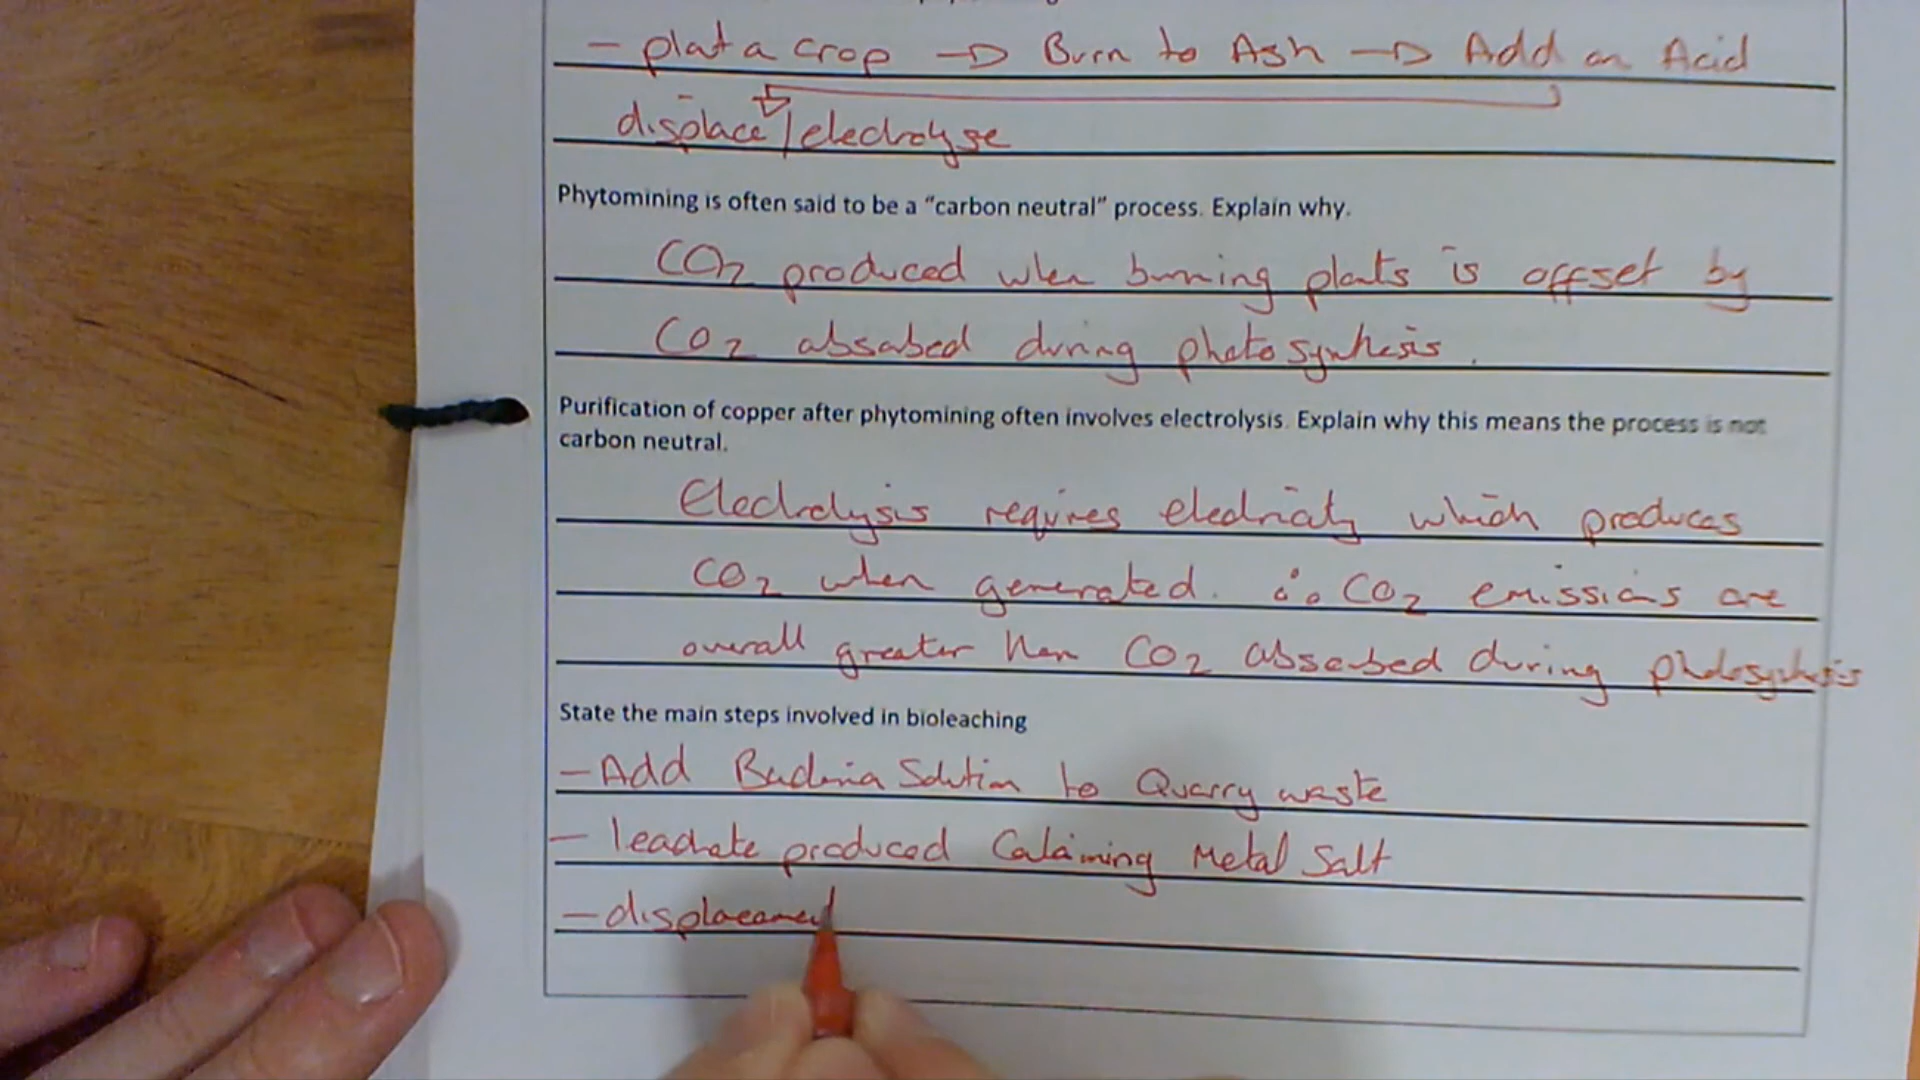 - plat a crop → Burn to Ash → Add an Acid
displace/electrolyse
Phytomining is often said to be a “carbon neutral” process. Explain why.
CO2 produced when burning plants is offset by
CO2 absorbed during photosynthesis.
Purification of copper after phytomining often involves electrolysis. Explain why this means the process is not
carbon neutral.
Electrolysis requires electricity which produces
CO2 when generated. ∴ CO2 emissions are
overall greater than CO2 absorbed during photosynthesis
State the main steps involved in bioleaching
- Add Bacteria Solution to Quarry waste
- leachate produced Containing Metal Salt
- displacement